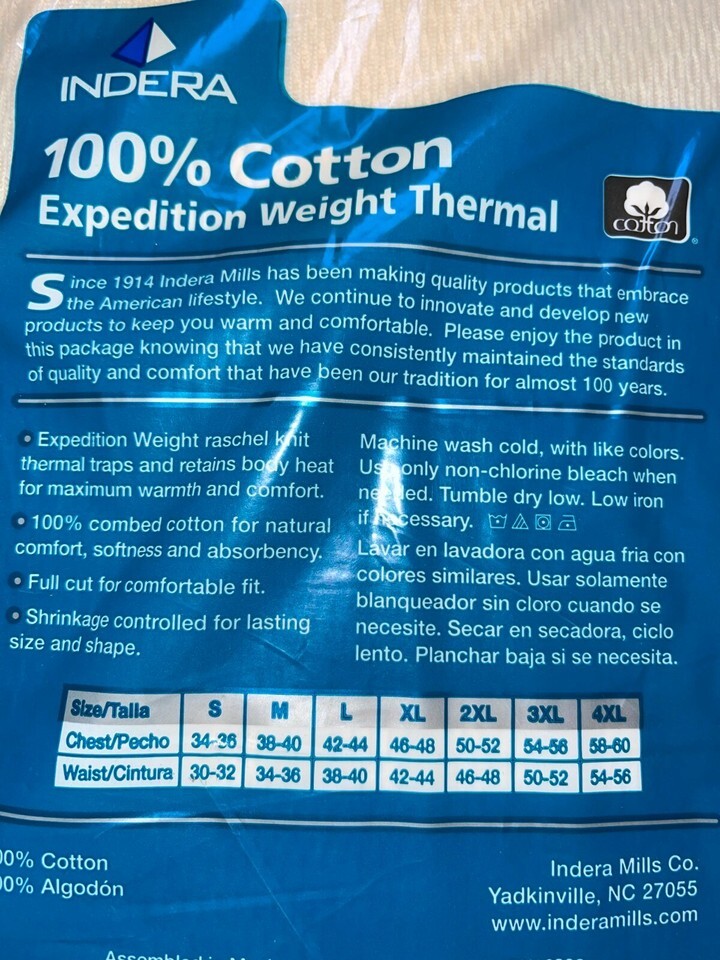 INDERA
100% Cotton
Expedition Weight Thermal
cotton
®
Since 1914 Indera Mills has been making quality products that embrace
the American lifestyle. We continue to innovate and develop new
products to keep you warm and comfortable. Please enjoy the product in
this package knowing that we have consistently maintained the standards
of quality and comfort that have been our tradition for almost 100 years.
• Expedition Weight raschel knit
thermal traps and retains body heat
for maximum warmth and comfort.
• 100% combed cotton for natural
comfort, softness and absorbency.
• Full cut for comfortable fit.
• Shrinkage controlled for lasting
size and shape.
Machine wash cold, with like colors.
Use only non-chlorine bleach when
needed. Tumble dry low. Low iron
if necessary.
Lavar en lavadora con agua fria con
colores similares. Usar solamente
blanqueador sin cloro cuando se
necesite. Secar en secadora, ciclo
lento. Planchar baja si se necesita.
Size/Talla S M L XL 2XL 3XL 4XL
Chest/Pecho 34-36 38-40 42-44 46-48 50-52 54-56 58-60
Waist/Cintura 30-32 34-36 38-40 42-44 46-48 50-52 54-56
00% Cotton
00% Algodón
Indera Mills Co.
Yadkinville, NC 27055
www.inderamills.com
Assembled in